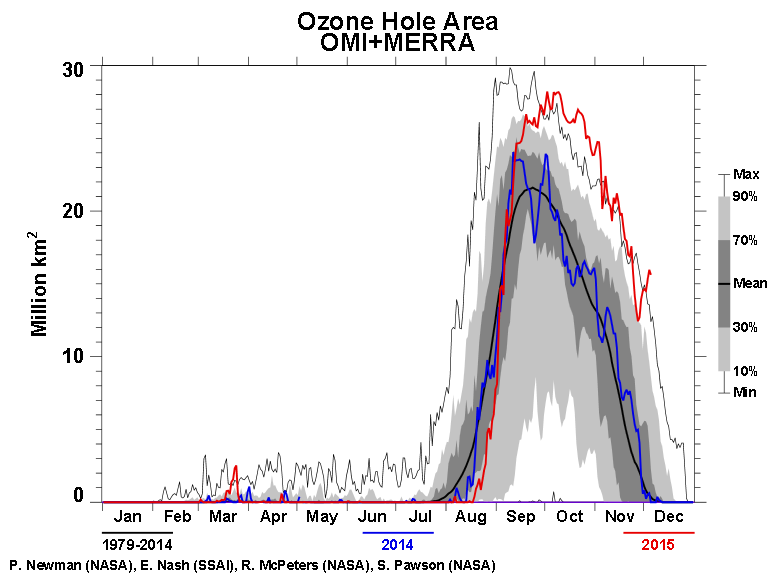 Ozone Hole Area
OMI+MERRA
30
20
10
0
Million km²
Max
90%
70%
Mean
30%
10%
Min
Jan Feb Mar Apr May Jun Jul Aug Sep Oct Nov Dec
1979-2014 2014 2015
P. Newman (NASA), E. Nash (SSAI), R. McPeters (NASA), S. Pawson (NASA)